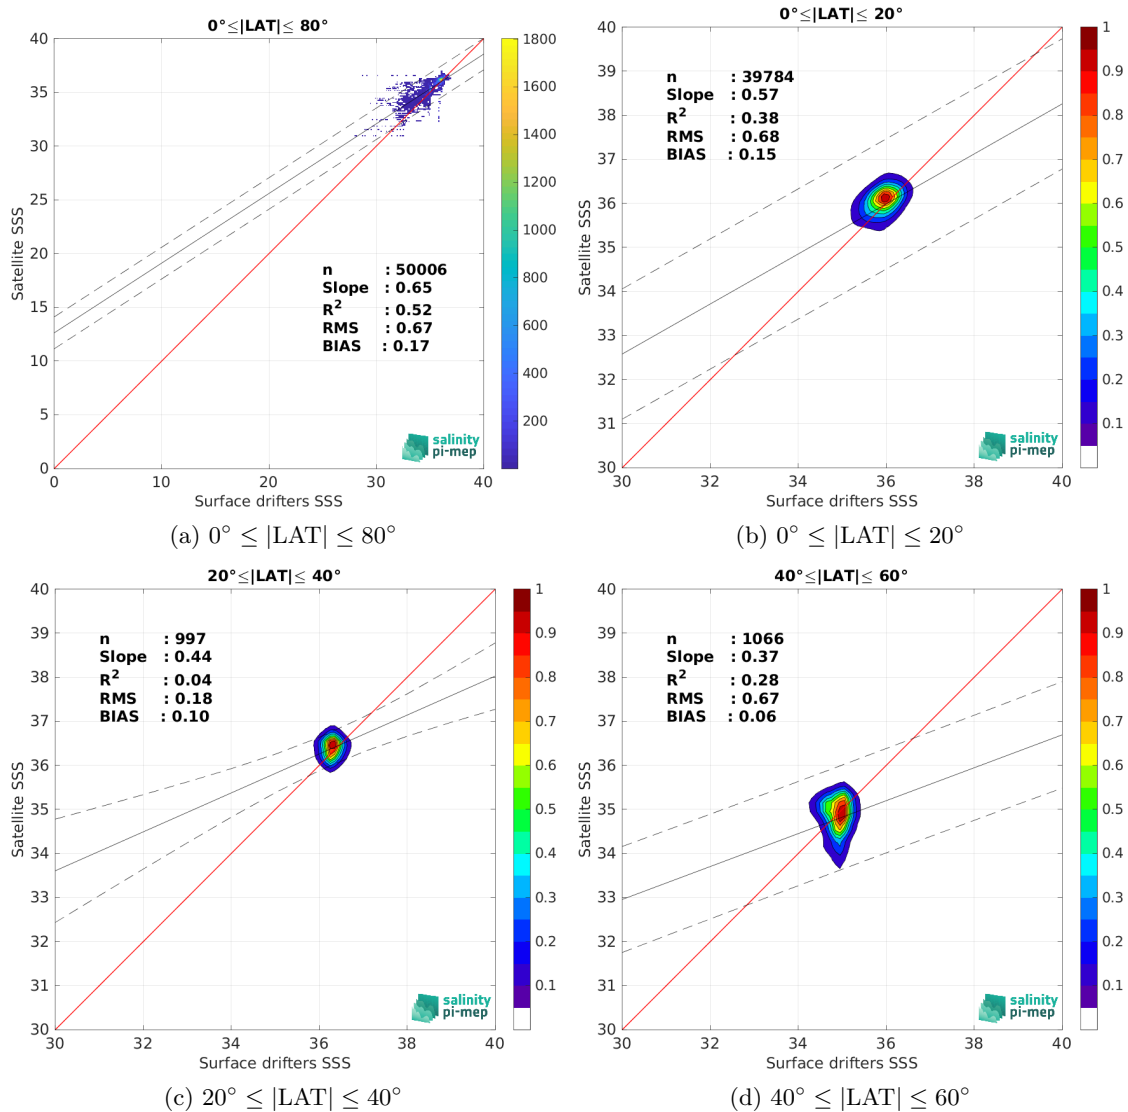 0°≤|LAT|≤ 80°
40
35
30
25
20
15
10
5
0
Satellite SSS
n : 50006
Slope : 0.65
R² : 0.52
RMS : 0.67
BIAS : 0.17
salinity
pi-mep
0 10 20 30 40
Surface drifters SSS
1800
1600
1400
1200
1000
800
600
400
200
(a) 0° ≤ |LAT| ≤ 80°
0°≤|LAT|≤ 20°
40
39
38
37
36
35
34
33
32
31
30
Satellite SSS
n : 39784
Slope : 0.57
R² : 0.38
RMS : 0.68
BIAS : 0.15
salinity
pi-mep
30 32 34 36 38 40
Surface drifters SSS
1
0.9
0.8
0.7
0.6
0.5
0.4
0.3
0.2
0.1
(b) 0° ≤ |LAT| ≤ 20°
20°≤|LAT|≤ 40°
40
39
38
37
36
35
34
33
32
31
30
Satellite SSS
n : 997
Slope : 0.44
R² : 0.04
RMS : 0.18
BIAS : 0.10
salinity
pi-mep
30 32 34 36 38 40
Surface drifters SSS
1
0.9
0.8
0.7
0.6
0.5
0.4
0.3
0.2
0.1
(c) 20° ≤ |LAT| ≤ 40°
40°≤|LAT|≤ 60°
40
39
38
37
36
35
34
33
32
31
30
Satellite SSS
n : 1066
Slope : 0.37
R² : 0.28
RMS : 0.67
BIAS : 0.06
salinity
pi-mep
30 32 34 36 38 40
Surface drifters SSS
1
0.9
0.8
0.7
0.6
0.5
0.4
0.3
0.2
0.1
(d) 40° ≤ |LAT| ≤ 60°